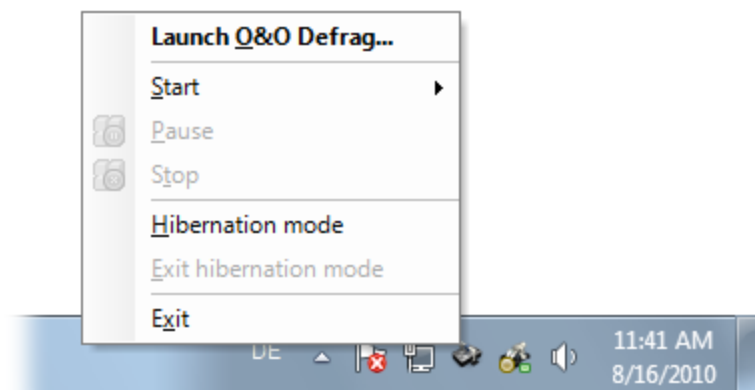 Launch O&O Defrag...
Start
Pause
Stop
Hibernation mode
Exit hibernation mode
Exit
DE
11:41 AM
8/16/2010